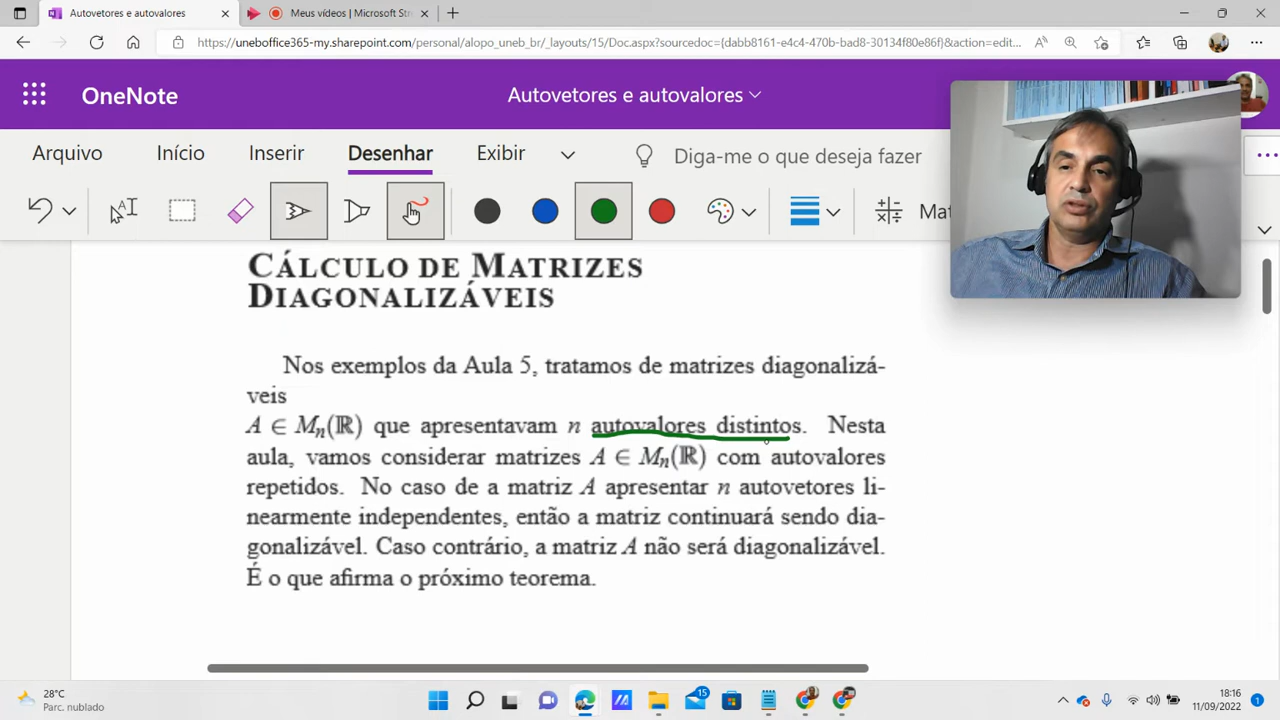 Autovetores e autovalores
Meus vídeos | Microsoft Str
https://uneboffice365-my.sharepoint.com/personal/alopo_uneb_br/_layouts/15/Doc.aspx?sourcedoc={dabb8161-e4c4-470b-bad8-30134f80e86f}&action=edit...
OneNote
Autovetores e autovalores
Arquivo Início Inserir Desenhar Exibir Diga-me o que deseja fazer
Mat
CÁLCULO DE MATRIZES
DIAGONALIZÁVEIS
Nos exemplos da Aula 5, tratamos de matrizes diagonalizá-
veis
A ∈ Mn(ℝ) que apresentavam n autovalores distintos. Nesta
aula, vamos considerar matrizes A ∈ Mn(ℝ) com autovalores
repetidos. No caso de a matriz A apresentar n autovetores li-
nearmente independentes, então a matriz continuará sendo dia-
gonalizável. Caso contrário, a matriz A não será diagonalizável.
É o que afirma o próximo teorema.
28°C
Parc. nublado
15
18:16
11/09/2022
1